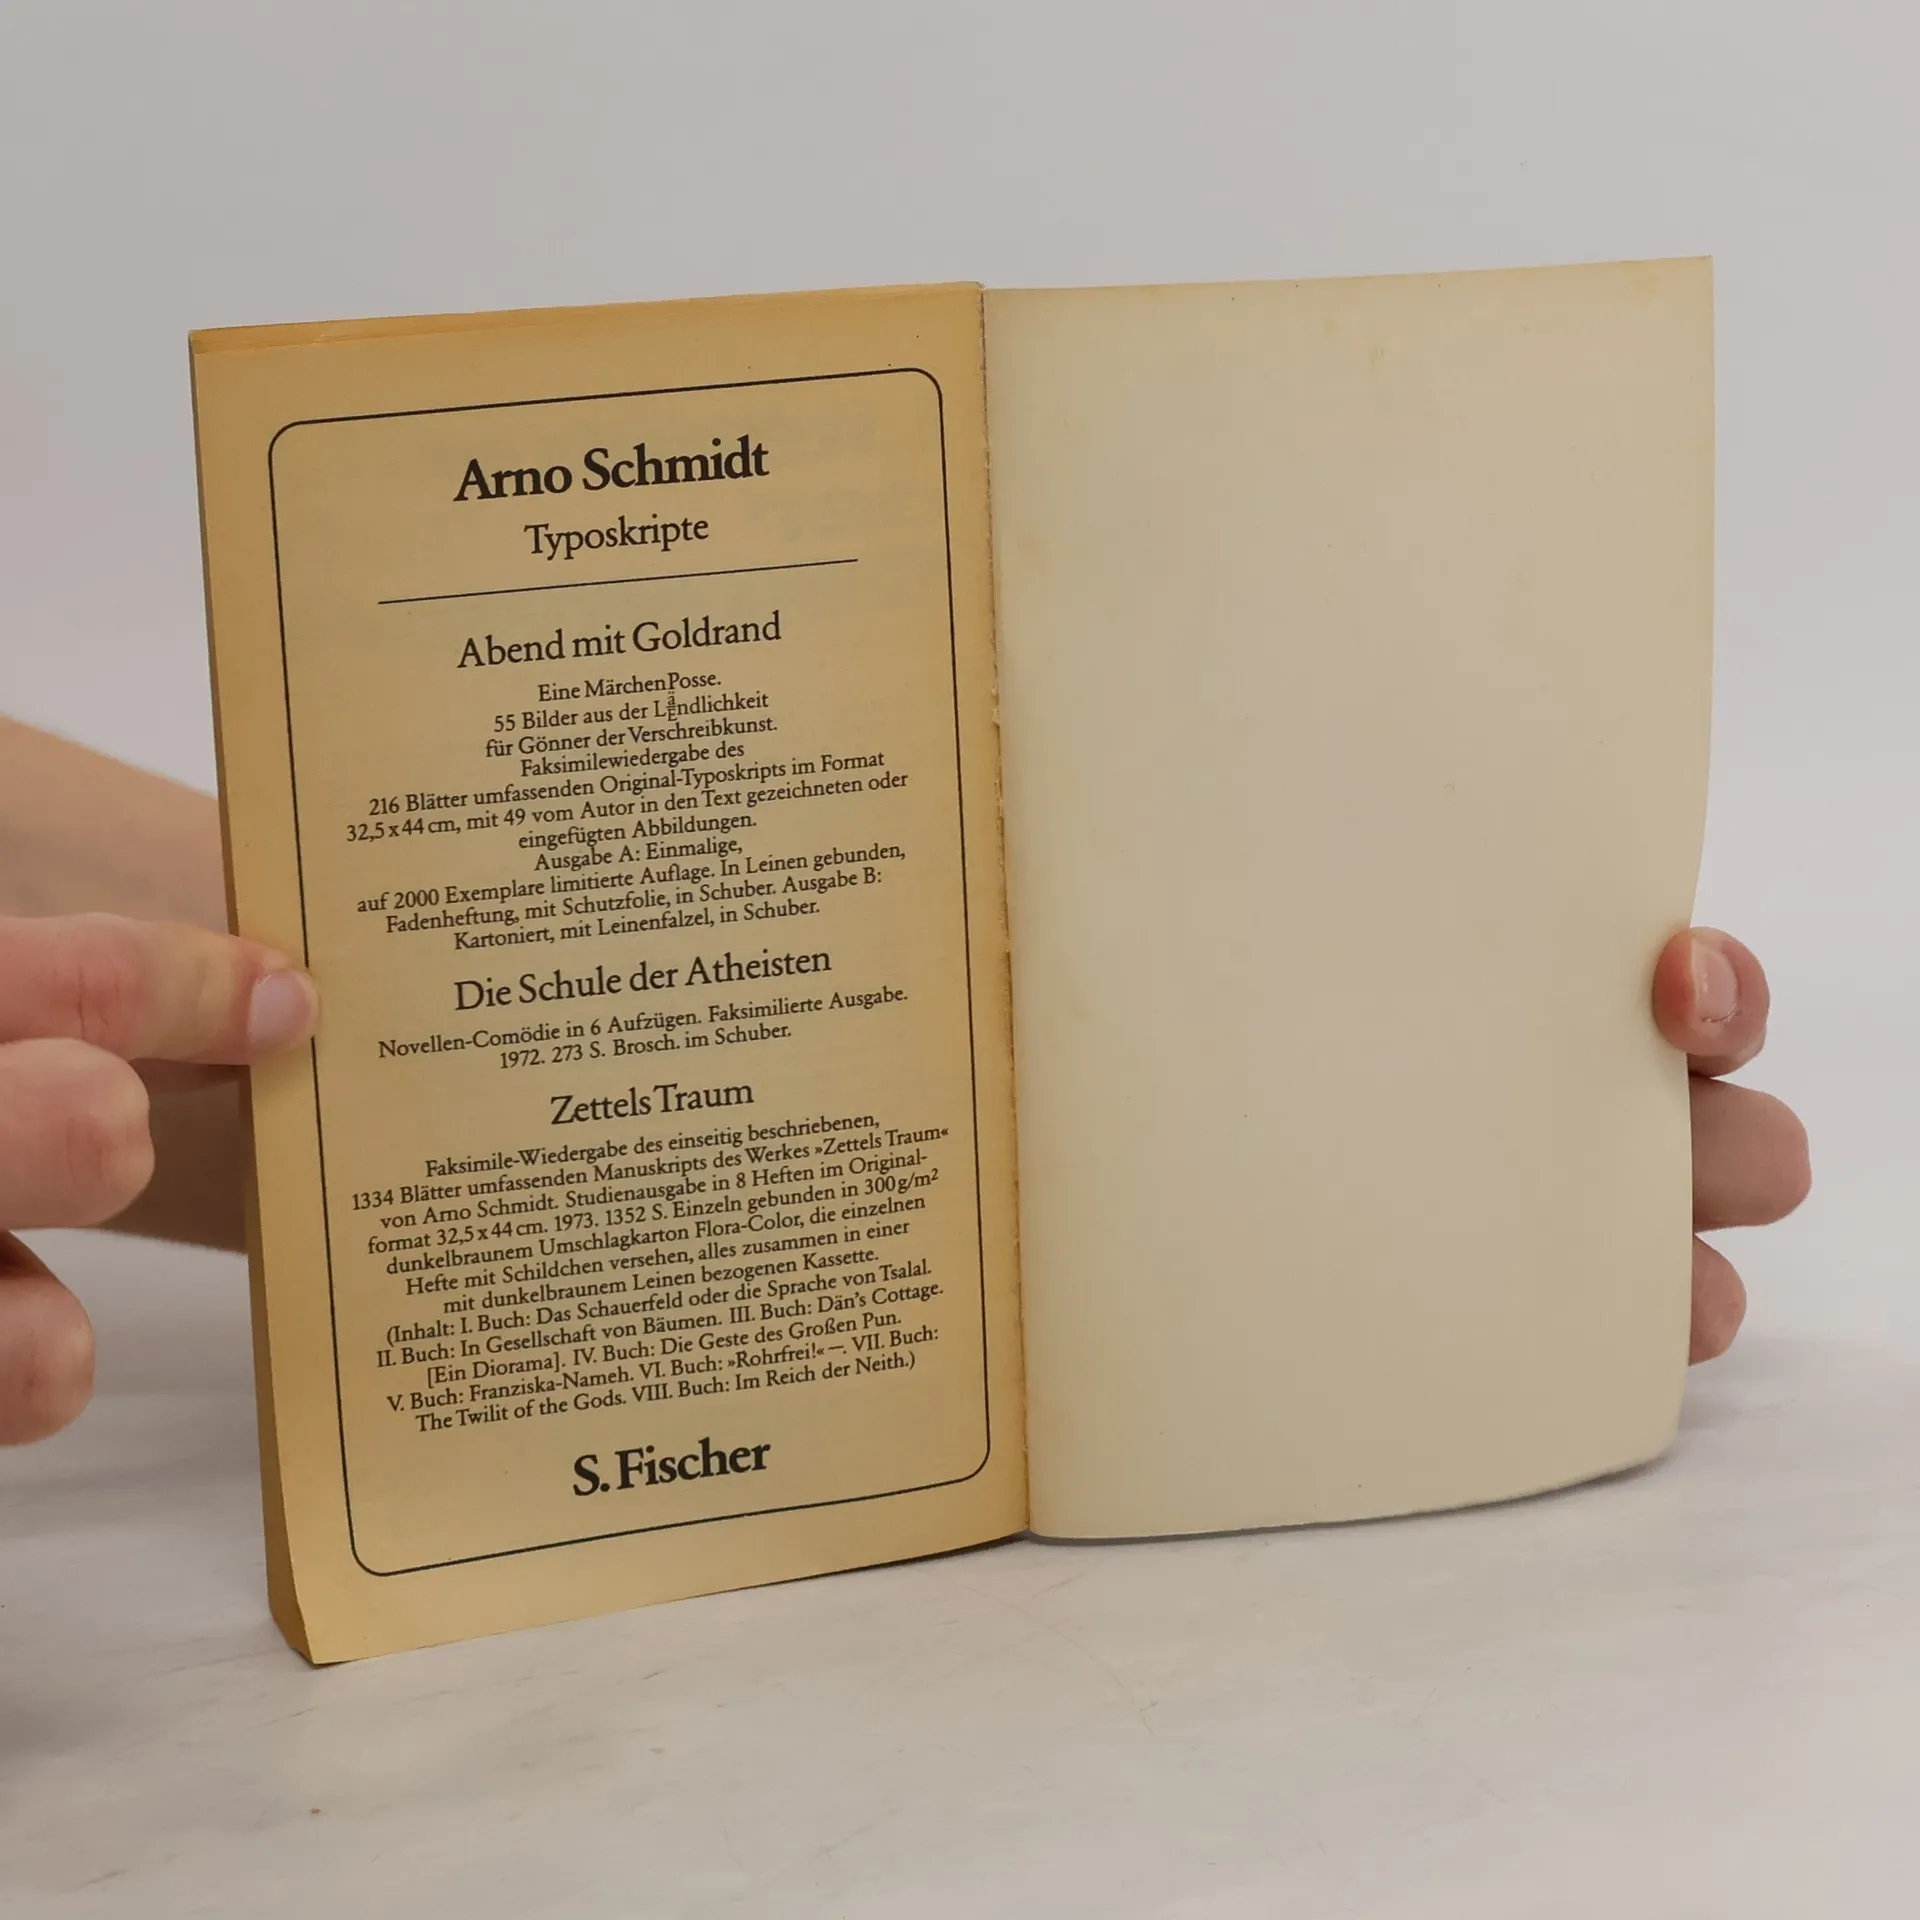 Arno Schmidt
Typoskripte
Abend mit Goldrand
Eine MärchenPosse.
55 Bilder aus der LäEndlichkeit
für Gönner der Verschreibkunst.
Faksimilewiedergabe des
216 Blätter umfassenden Original-Typoskripts im Format
32,5 x 44 cm, mit 49 vom Autor in den Text gezeichneten oder
eingefügten Abbildungen.
Ausgabe A: Einmalige,
auf 2000 Exemplare limitierte Auflage. In Leinen gebunden,
Fadenheftung, mit Schutzfolie, in Schuber. Ausgabe B:
Kartoniert, mit Leinenfalzel, in Schuber.
Die Schule der Atheisten
Novellen-Comödie in 6 Aufzügen. Faksimilierte Ausgabe.
1972. 273 S. Brosch. im Schuber.
Zettels Traum
Faksimile-Wiedergabe des einseitig beschriebenen,
1334 Blätter umfassenden Manuskripts des Werkes »Zettels Traum«
von Arno Schmidt. Studienausgabe in 8 Heften im Original-
format 32,5 x 44 cm. 1973. 1352 S. Einzeln gebunden in 300 g/m²
dunkelbraunem Umschlagkarton Flora-Color, die einzelnen
Hefte mit Schildchen versehen, alles zusammen in einer
mit dunkelbraunem Leinen bezogenen Kassette.
(Inhalt: I. Buch: Das Schauerfeld oder die Sprache von Tsalal.
II. Buch: In Gesellschaft von Bäumen. III. Buch: Dän's Cottage.
[Ein Diorama]. IV. Buch: Die Geste des Großen Pun.
V. Buch: Franziska-Nameh. VI. Buch: »Rohrfrei!« –. VII. Buch:
The Twilit of the Gods. VIII. Buch: Im Reich der Neith.)
S. Fischer